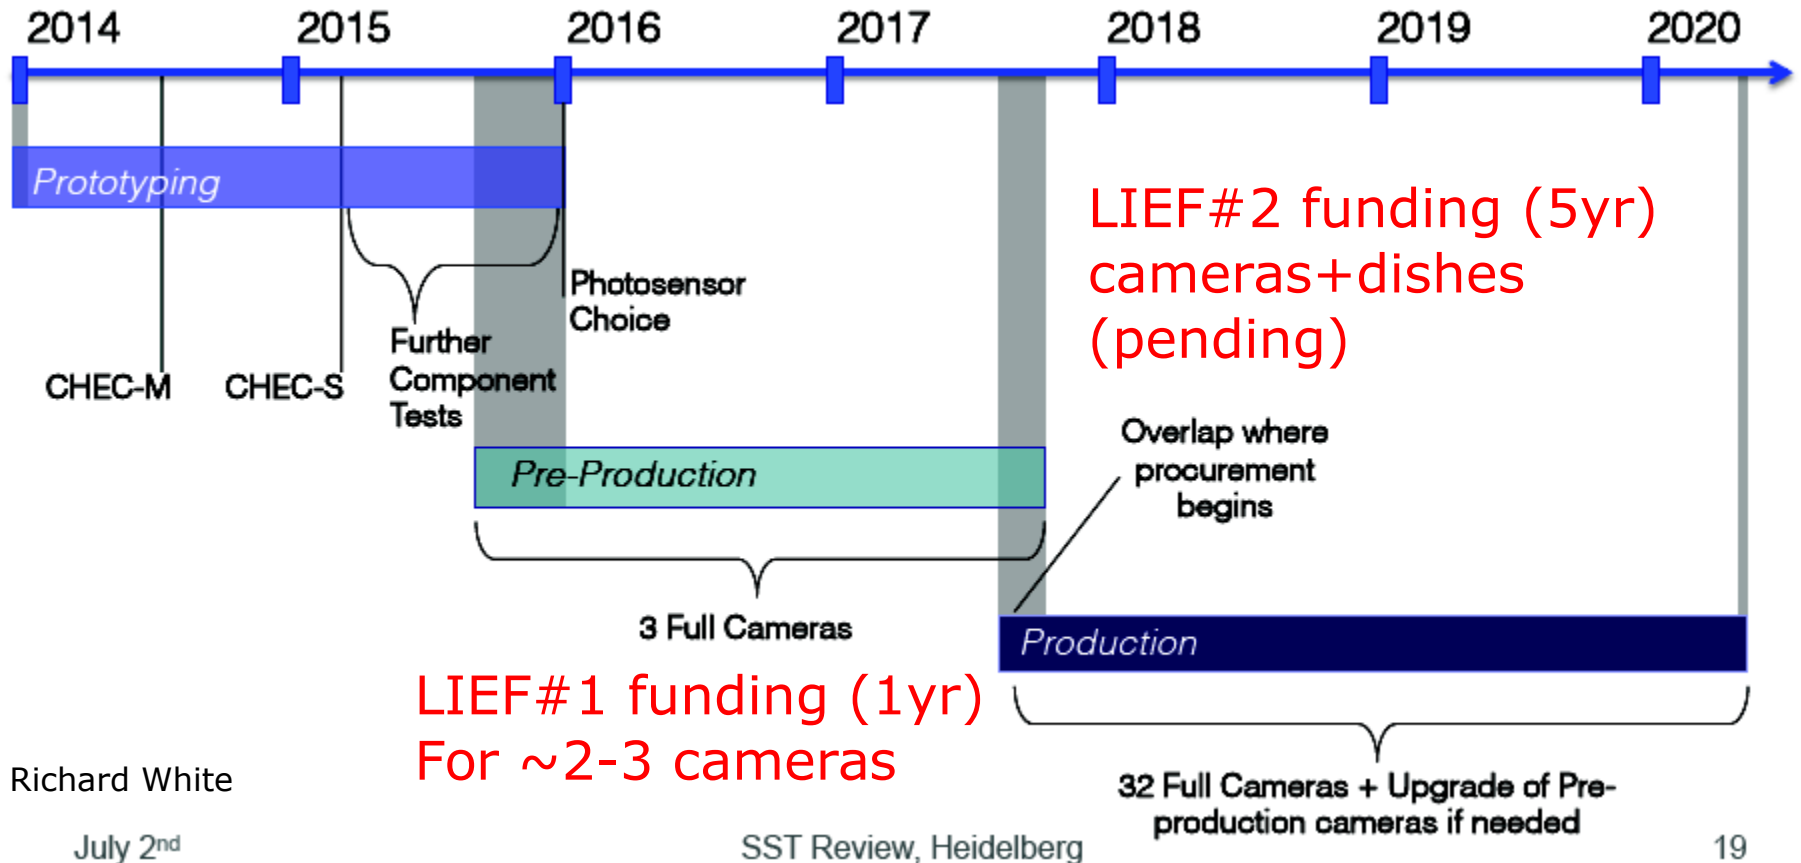 2014 2015 2016 2017 2018 2019 2020
Prototyping
LIEF#2 funding (5yr)
cameras+dishes
(pending)
Photosensor
Choice
Further
Component
Tests
CHEC-M
CHEC-S
Overlap where
procurement
begins
Pre-Production
3 Full Cameras
Production
LIEF#1 funding (1yr)
For ~2-3 cameras
Richard White
32 Full Cameras + Upgrade of Pre-
production cameras if needed
July 2nd
SST Review, Heidelberg
19